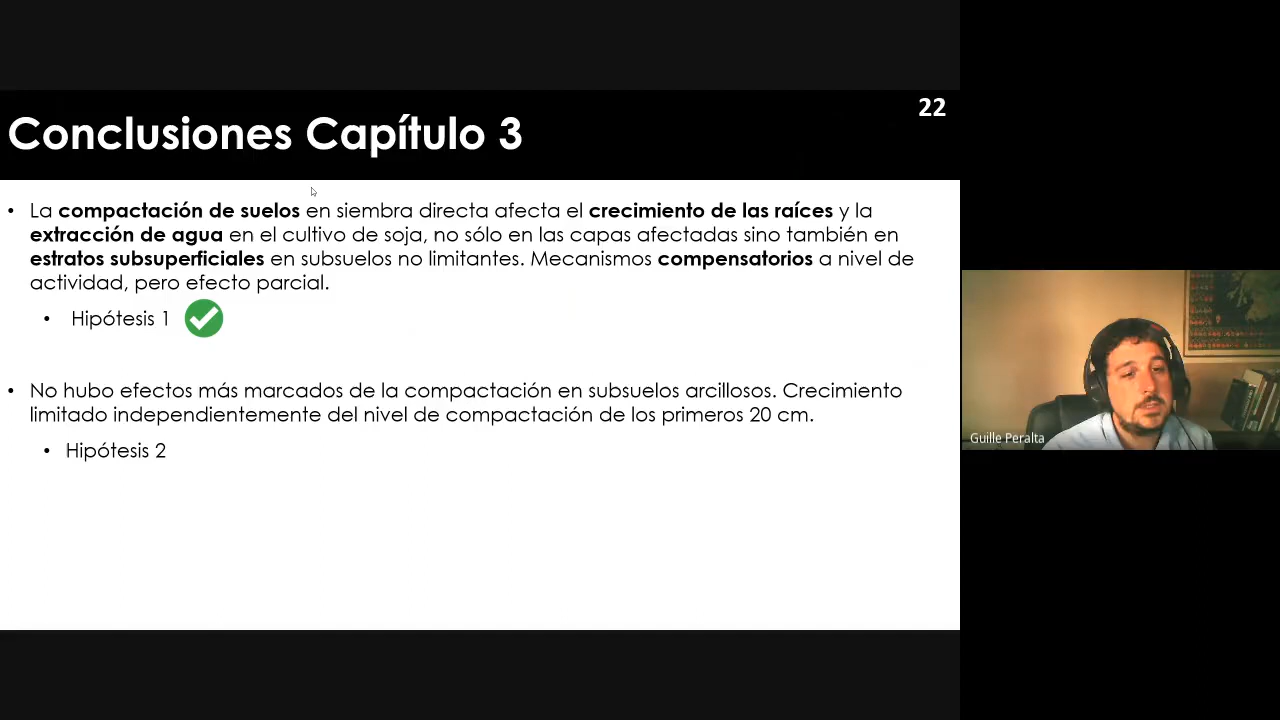 22
Conclusiones Capítulo 3
• La compactación de suelos en siembra directa afecta el crecimiento de las raíces y la
extracción de agua en el cultivo de soja, no sólo en las capas afectadas sino también en
estratos subsuperficiales en subsuelos no limitantes. Mecanismos compensatorios a nivel de
actividad, pero efecto parcial.
• Hipótesis 1
• No hubo efectos más marcados de la compactación en subsuelos arcillosos. Crecimiento
limitado independientemente del nivel de compactación de los primeros 20 cm.
• Hipótesis 2
Guille Peralta